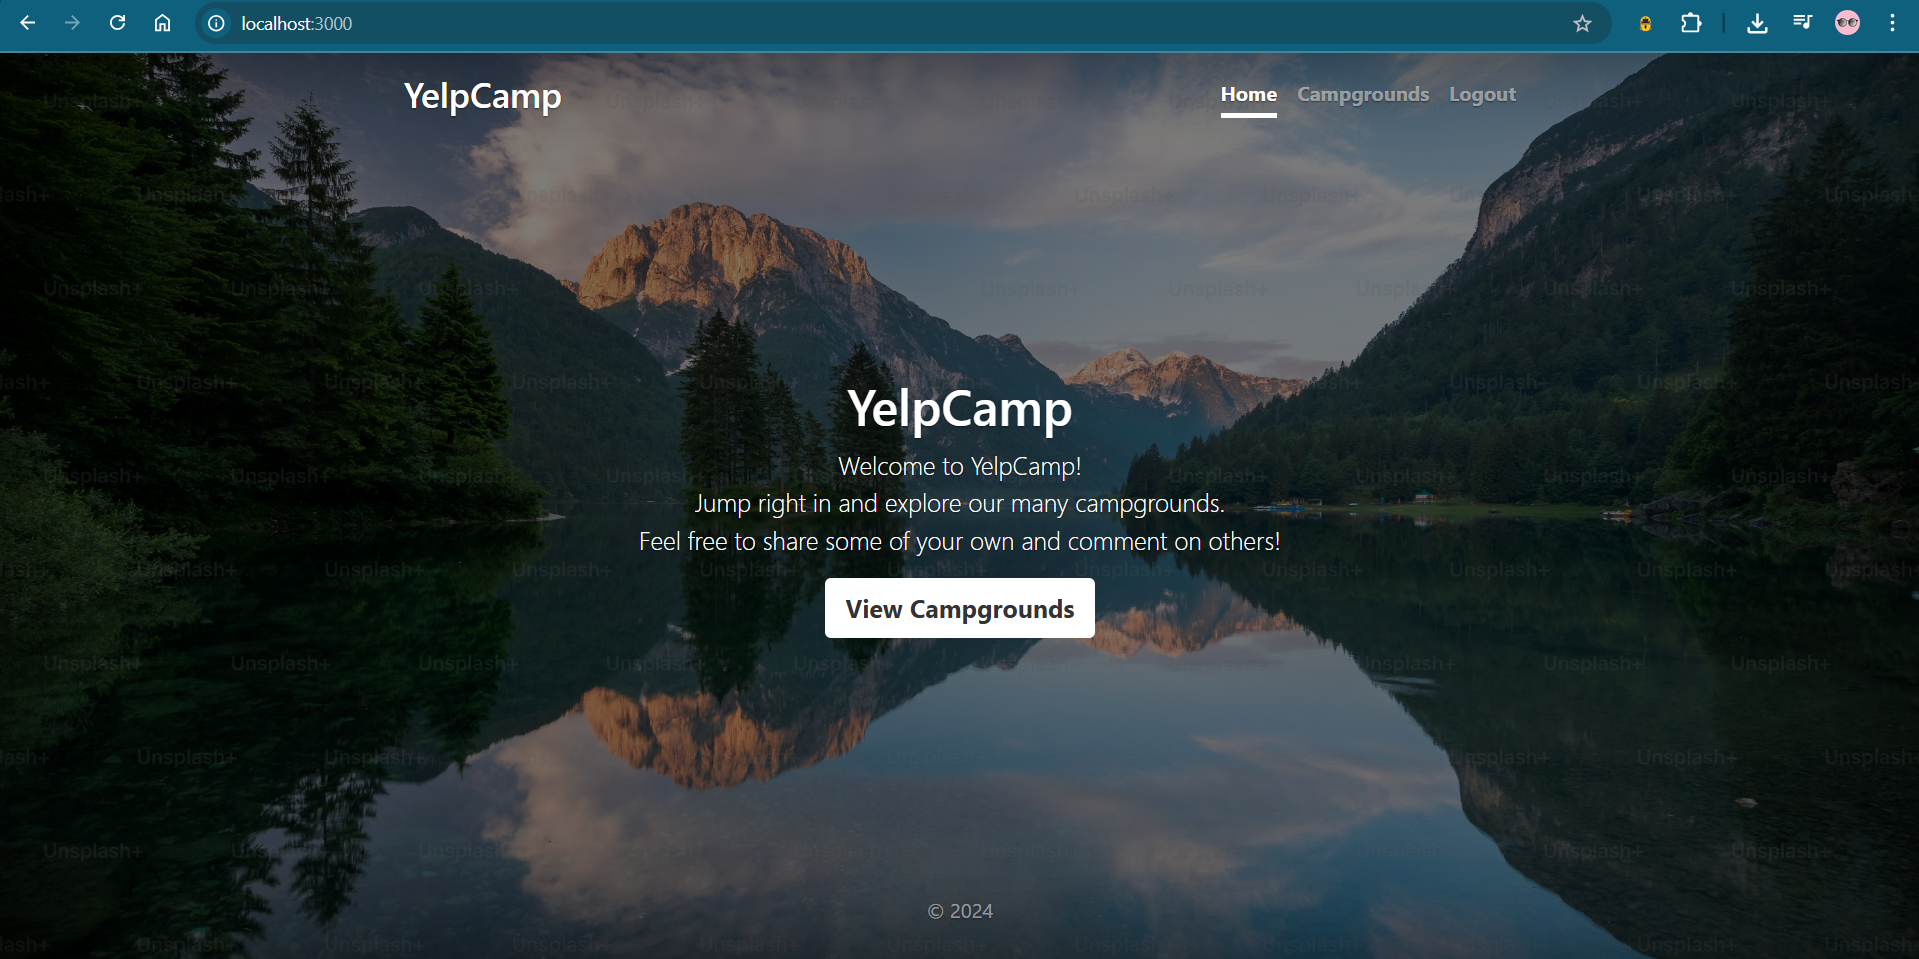 localhost:3000
YelpCamp
Home Campgrounds Logout
YelpCamp
Welcome to YelpCamp!
Jump right in and explore our many campgrounds.
Feel free to share some of your own and comment on others!
View Campgrounds
© 2024
Unsplash+